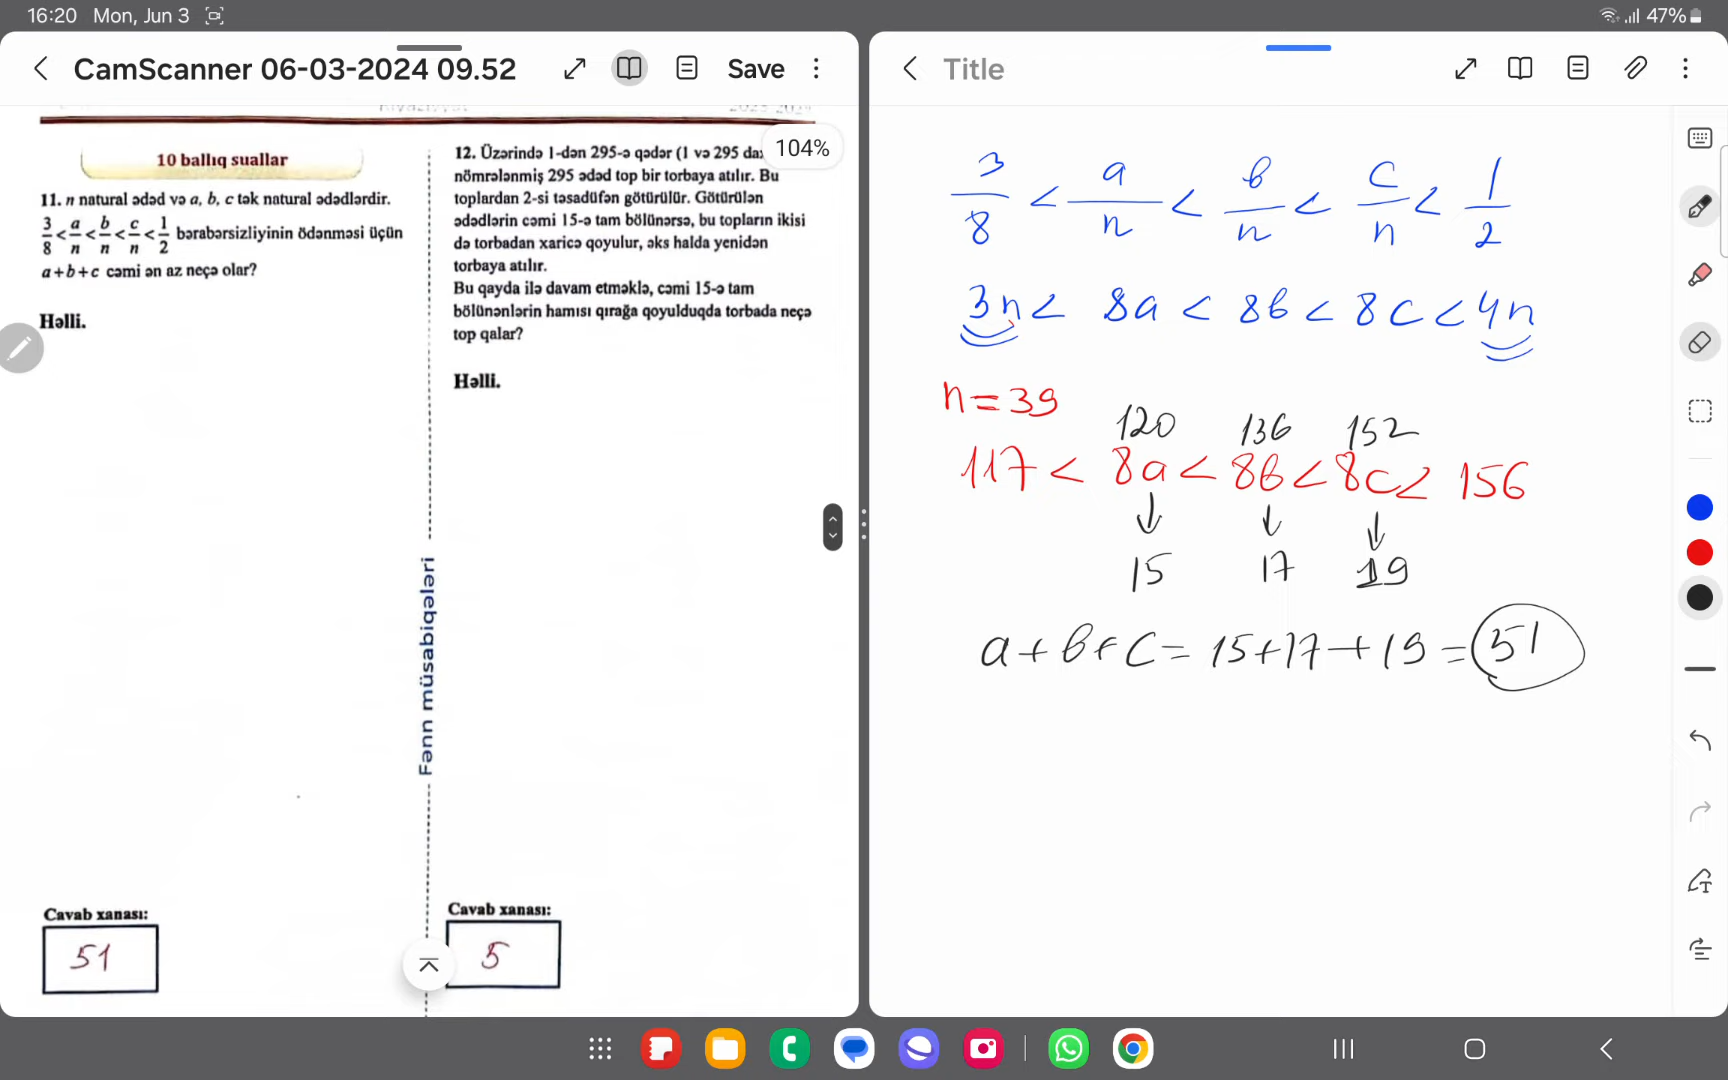 16:20 Mon, Jun 3
47%
CamScanner 06-03-2024 09.52
Save
104%
10 ballıq suallar
11. n natural ədəd və a, b, c tək natural ədədlərdir.
3/8 < a/n < b/n < c/n < 1/2 bərabərsizliyinin ödənməsi üçün
a+b+c cəmi ən az neçə olar?
Həlli.
Cavab xanası:
51
Fənn müsabiqələri
12. Üzərində 1-dən 295-ə qədər (1 və 295 da
nömrələnmiş 295 ədəd top bir torbaya atılır. Bu
toplardan 2-si təsadüfən götürülür. Götürülən
ədədlərin cəmi 15-ə tam bölünərsə, bu topların ikisi
də torbadan xaricə qoyulur, əks halda yenidən
torbaya atılır.
Bu qayda ilə davam etməklə, cəmi 15-ə tam
bölünənlərin hamısı qırağa qoyulduqda torbada neçə
top qalar?
Həlli.
Cavab xanası:
5
Title
3/8 < a/n < b/n < c/n < 1/2
3n < 8a < 8b < 8c < 4n
n=39
120 136 152
117 < 8a < 8b < 8c < 156
15 17 19
a+b+c = 15+17+19 = 51